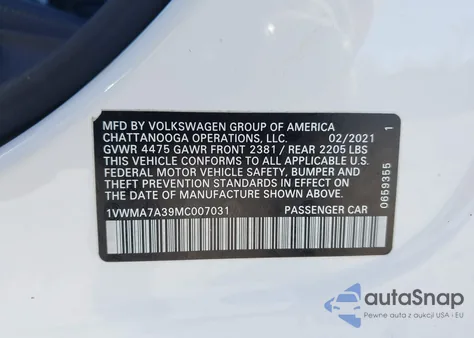 MFD BY VOLKSWAGEN GROUP OF AMERICA
CHATTANOOGA OPERATIONS, LLC. 02/2021
GVWR 4475 GAWR FRONT 2381 / REAR 2205 LBS
THIS VEHICLE CONFORMS TO ALL APPLICABLE U.S.
FEDERAL MOTOR VEHICLE SAFETY, BUMPER AND
THEFT PREVENTION STANDARDS IN EFFECT ON THE
DATE OF MANUFACTURE SHOWN ABOVE.
1VWMA7A39MC007031 PASSENGER CAR
0659355 1
autaSnap
Pewne auta z aukcji USA i EU